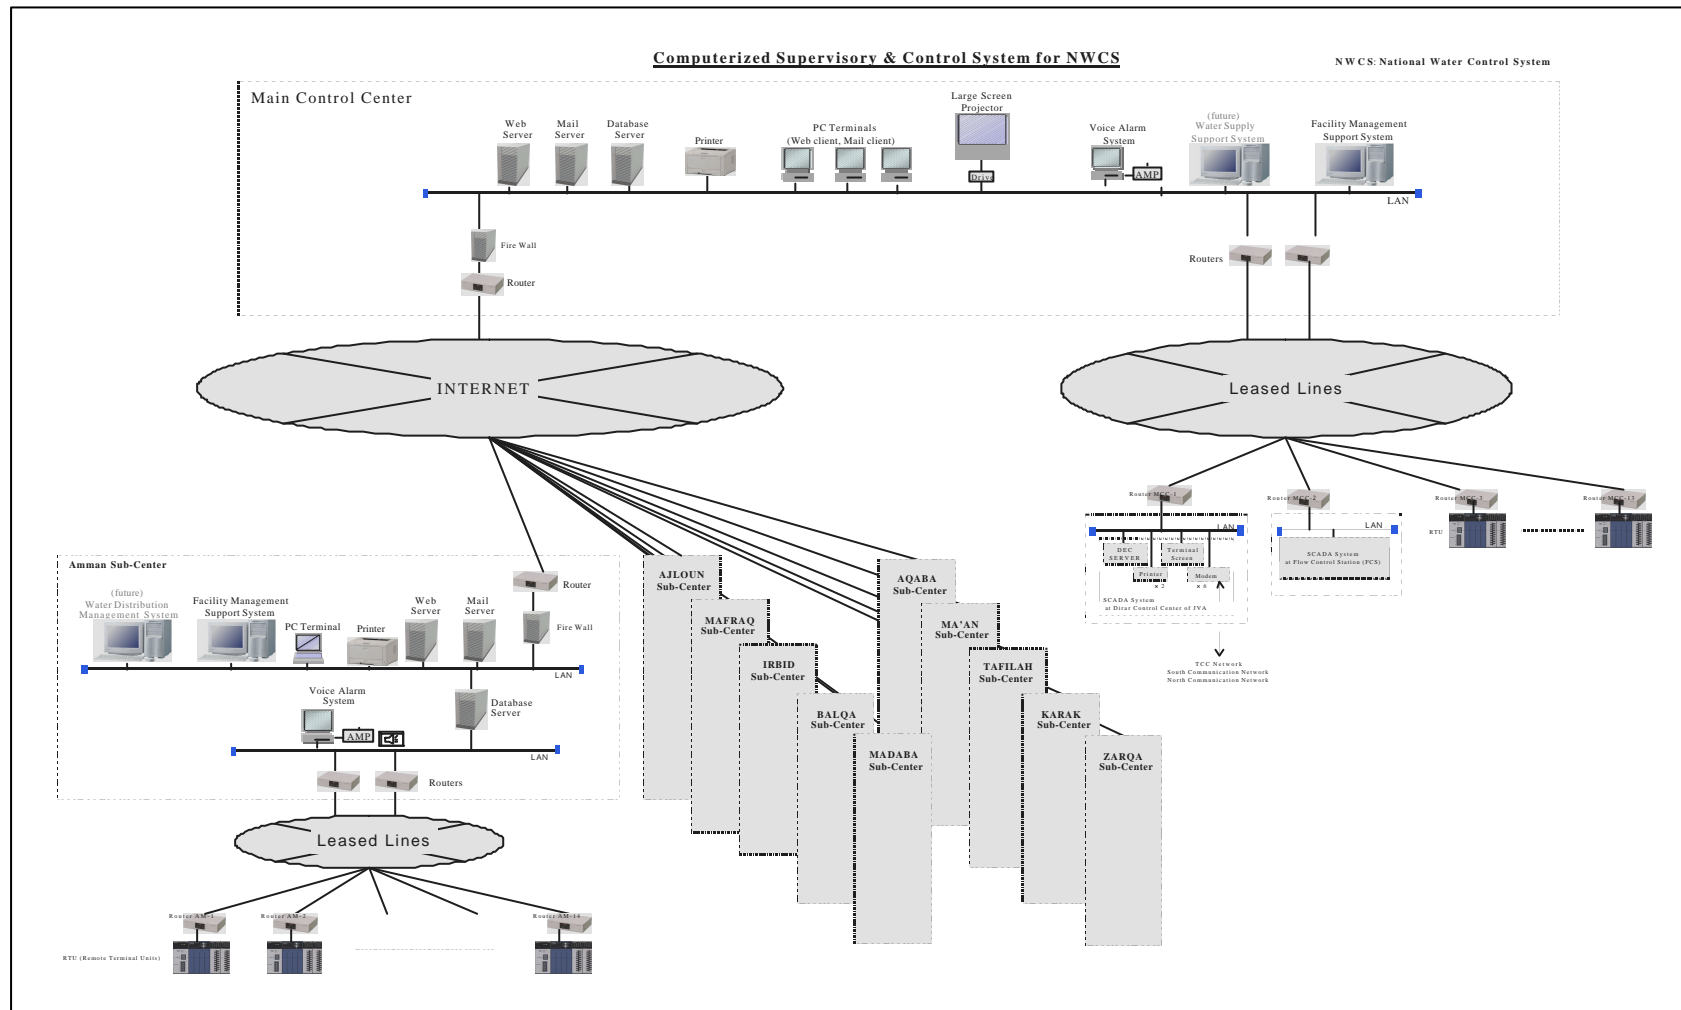 Computerized Supervisory & Control System for NWCS
NWCS: National Water Control System
Main Control Center
Web
Server
Mail
Server
Database
Server
Printer
PC Terminals
(Web client, Mail client)
Large Screen
Projector
Drive
Voice Alarm
System
AMP
(future)
Water Supply
Support System
Facility Management
Support System
LAN
Fire Wall
Router
Routers
INTERNET
Leased Lines
Router MCC-1
Router MCC-2
Router MCC-3
Router MCC-13
LAN
DEC
SERVER
Terminal
Screen
Printer
× 2
Modem
× 6
SCADA System
at Dirar Control Center of JVA
LAN
SCADA System
at Flow Control Station (FCS)
RTU
TCC Network
South Communication Network
North Communication Network
Amman Sub-Center
(future)
Water Distribution
Management System
Facility Management
Support System
PC Terminal
Printer
Web
Server
Mail
Server
Router
Fire Wall
LAN
Voice Alarm
System
AMP
Database
Server
LAN
Routers
Leased Lines
Router AM-1
Router AM-2
Router AM-14
RTU (Remote Terminal Units)
AJLOUN
Sub-Center
MAFRAQ
Sub-Center
IRBID
Sub-Center
BALQA
Sub-Center
MADABA
Sub-Center
AQABA
Sub-Center
MA'AN
Sub-Center
TAFILAH
Sub-Center
KARAK
Sub-Center
ZARQA
Sub-Center